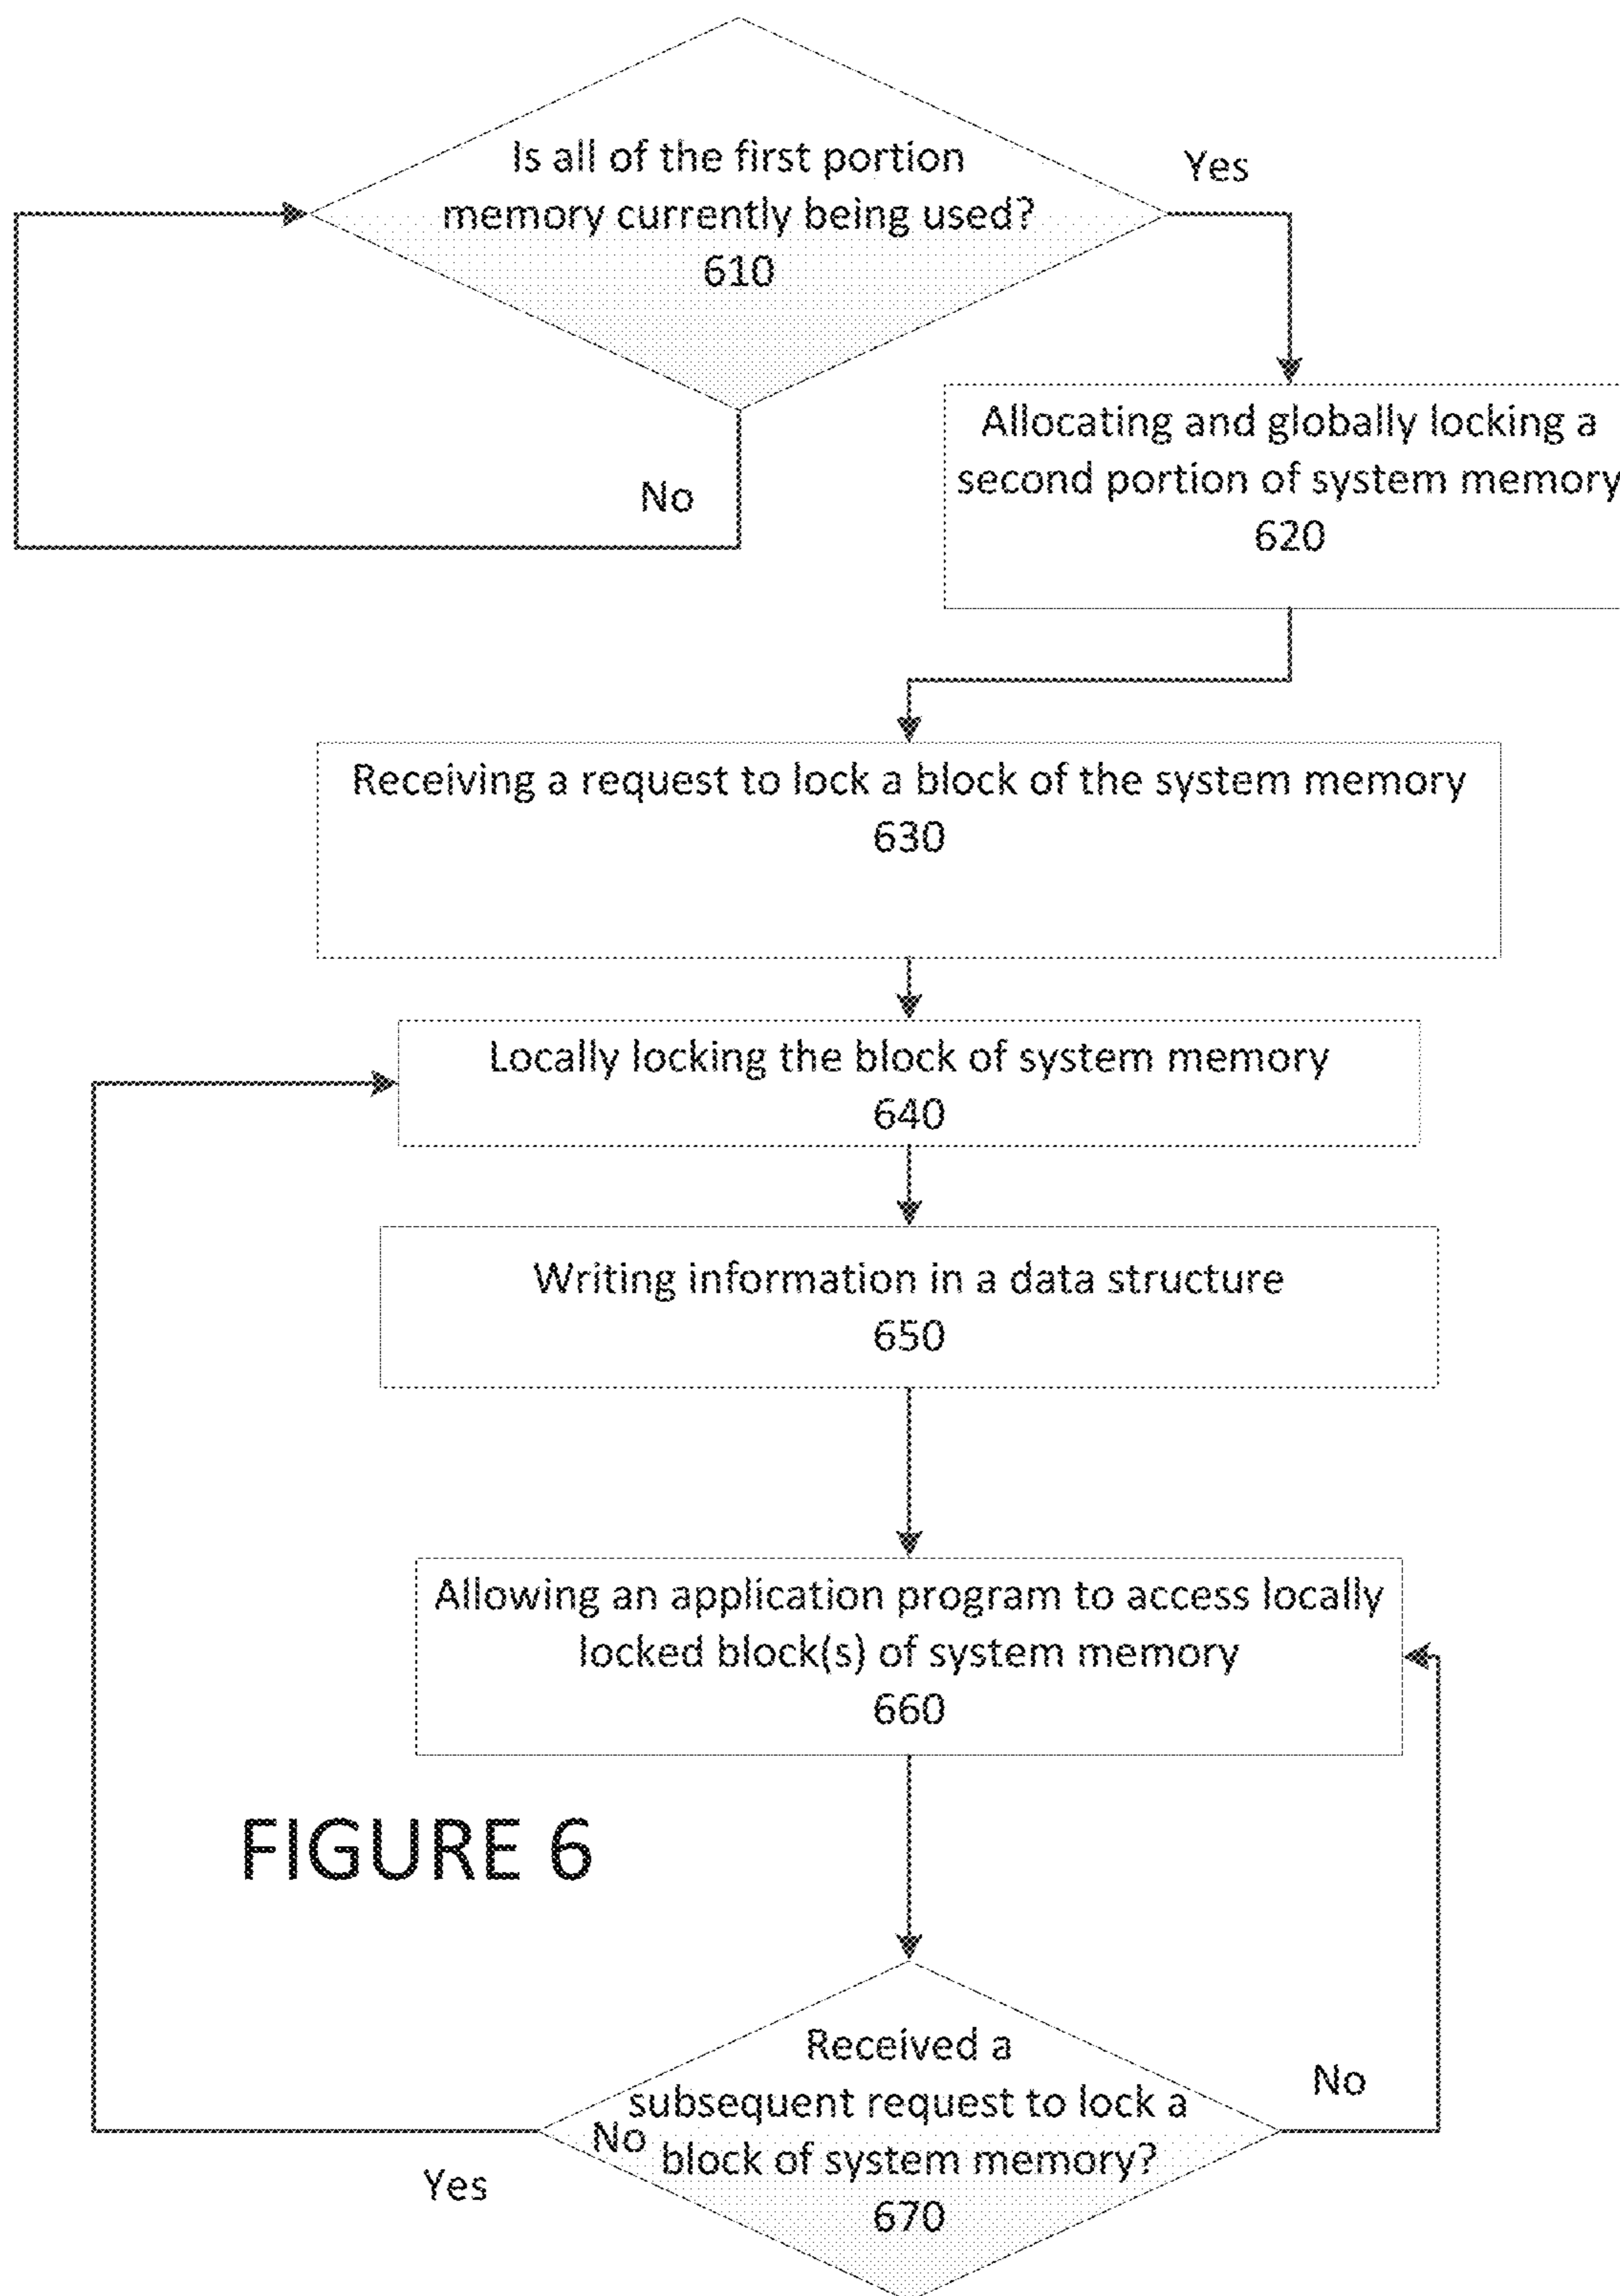 Is all of the first portion
memory currently being used?
610
Yes
No
Allocating and globally locking a
second portion of system memory
620
Receiving a request to lock a block of the system memory
630
Locally locking the block of system memory
640
Writing information in a data structure
650
Allowing an application program to access locally
locked block(s) of system memory
660
FIGURE 6
Received a
subsequent request to lock a
No
block of system memory?
670
No
Yes